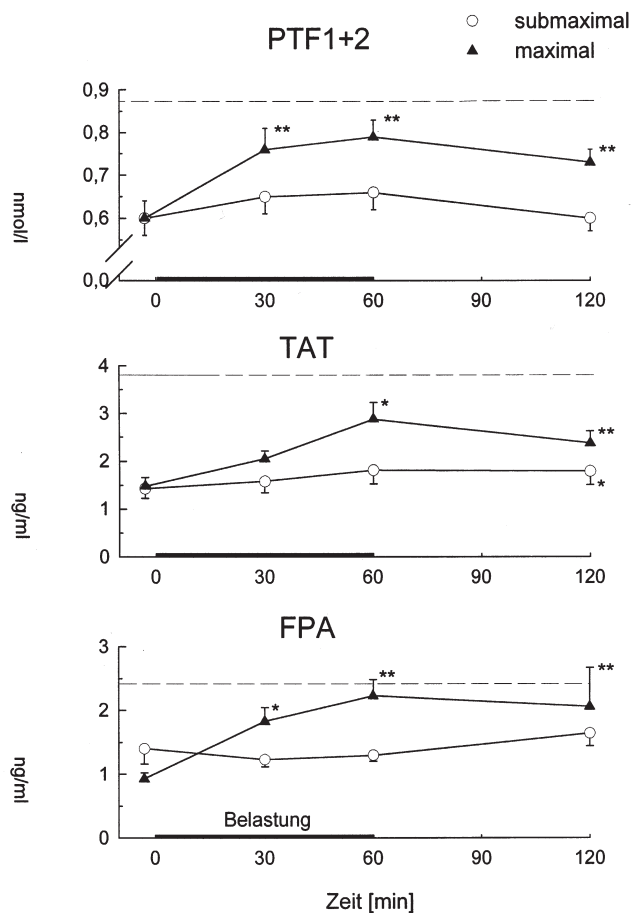 PTF1+2
submaximal
maximal
0,9
0,8
0,7
0,6
0,0
nmol/l
** ** **
0 30 60 90 120
TAT
4
3
2
1
0
ng/ml
* ** *
0 30 60 90 120
FPA
3
2
1
0
ng/ml
* ** **
Belastung
0 30 60 90 120
Zeit [min]